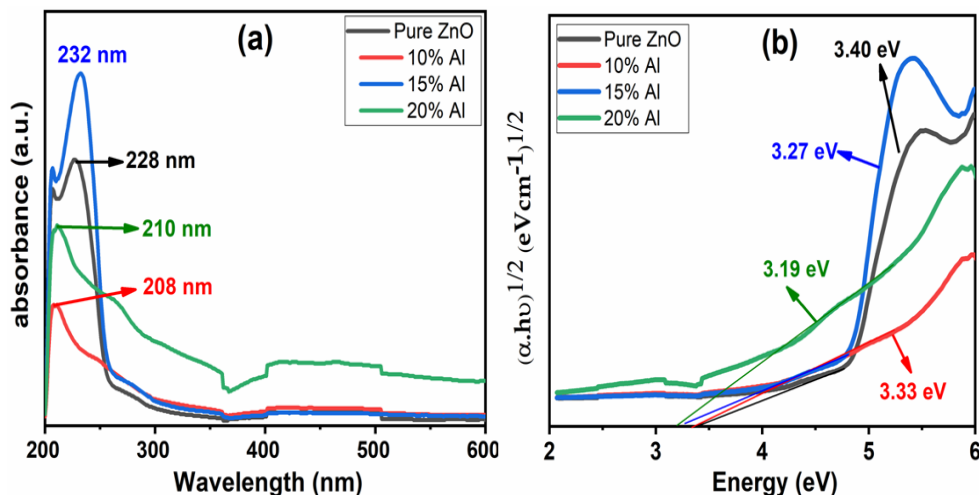 (a)
Pure ZnO
10% Al
15% Al
20% Al
232 nm
228 nm
210 nm
208 nm
absorbance (a.u.)
200 300 400 500 600
Wavelength (nm)
(b)
Pure ZnO
10% Al
15% Al
20% Al
3.40 eV
3.27 eV
3.19 eV
3.33 eV
(α.hυ)1/2 (eVcm-1)1/2
2 3 4 5 6
Energy (eV)